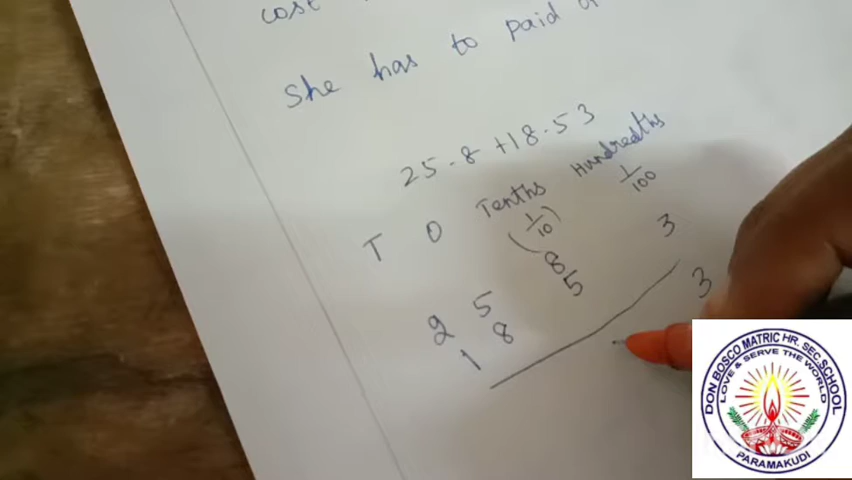 cost
She has to paid
25.8 + 18.53
T O Tenths Hundredths
(1/10) 1/100
2 5 8
1 8 5 3
3
DON BOSCO MATRIC HR. SEC. SCHOOL
LOVE & SERVE THE WORLD
PARAMAKUDI